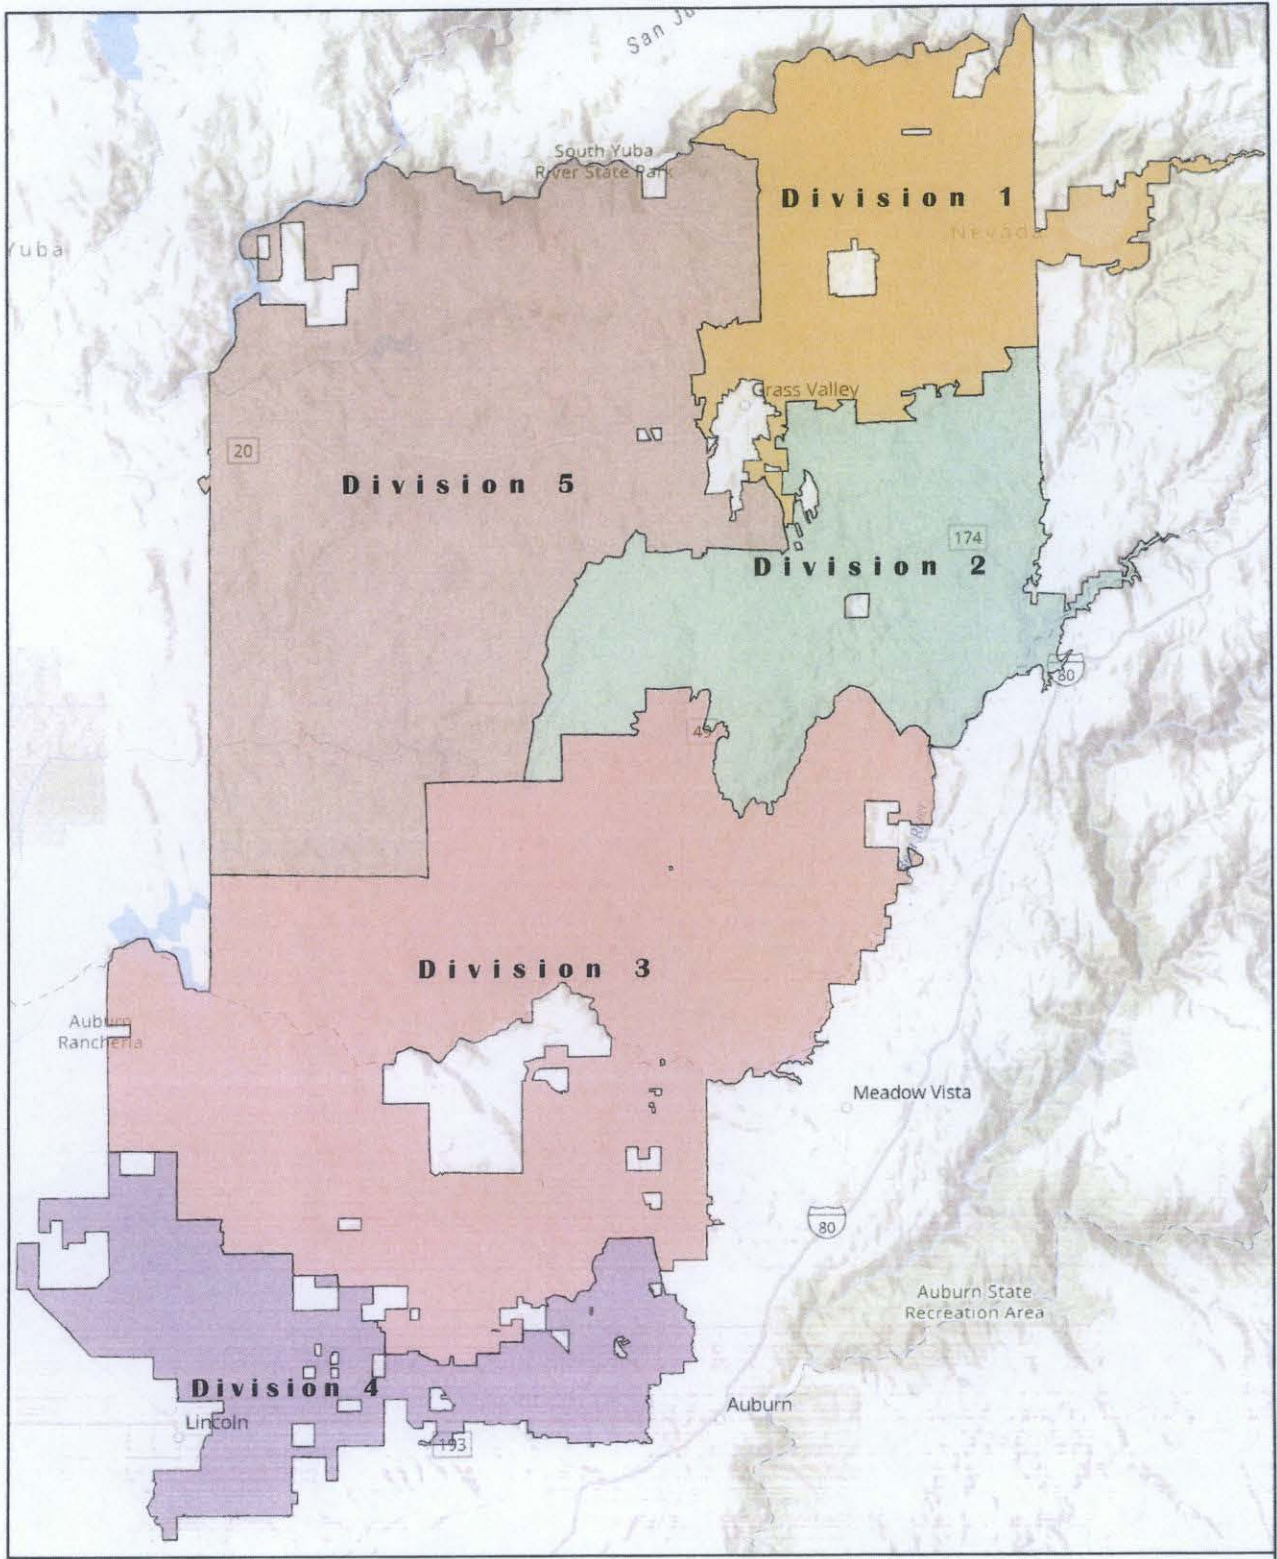 San Ju
South Yuba
River State Park
Division 1
Nevada
Yuba
Grass Valley
20
Division 5
174
Division 2
80
49
Division 3
Auburn
Rancheria
Meadow Vista
80
Auburn State
Recreation Area
Division 4
Auburn
Lincoln
193